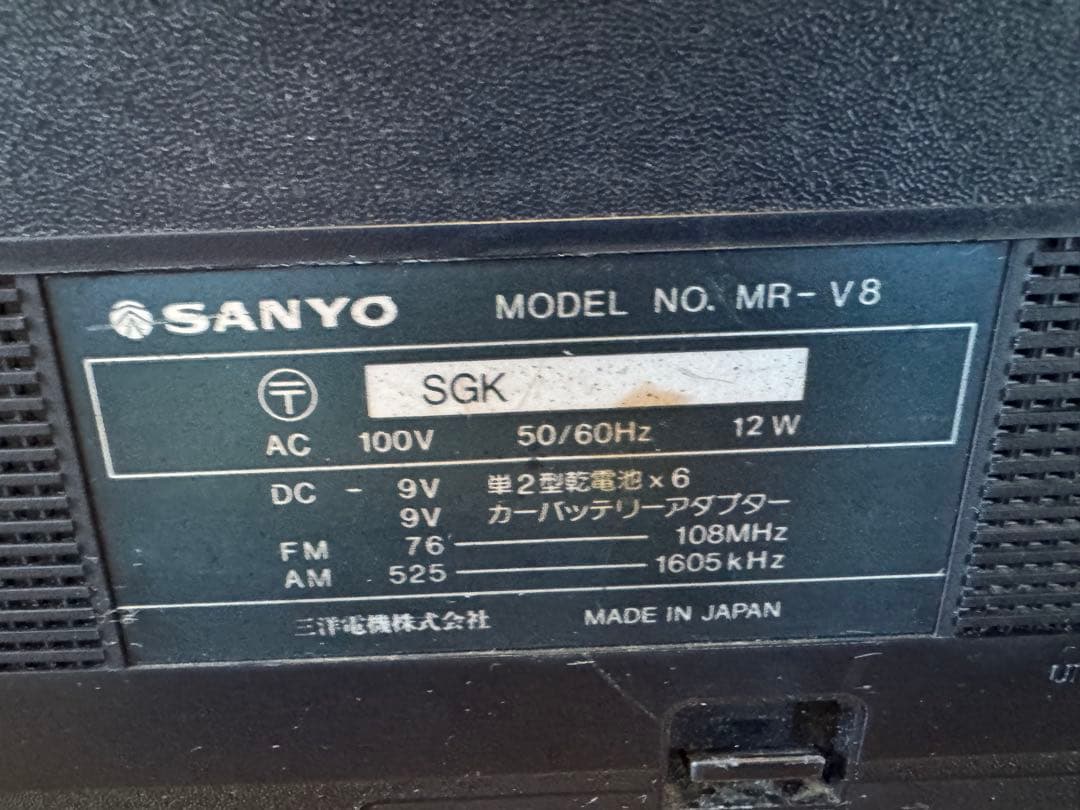 SANYO MODEL NO. MR-V8
〒 SGK
AC 100V 50/60Hz 12W
DC - 9V 単2型乾電池×6
9V カーバッテリーアダプター
FM 76 108MHz
AM 525 1605kHz
三洋電機株式会社 MADE IN JAPAN